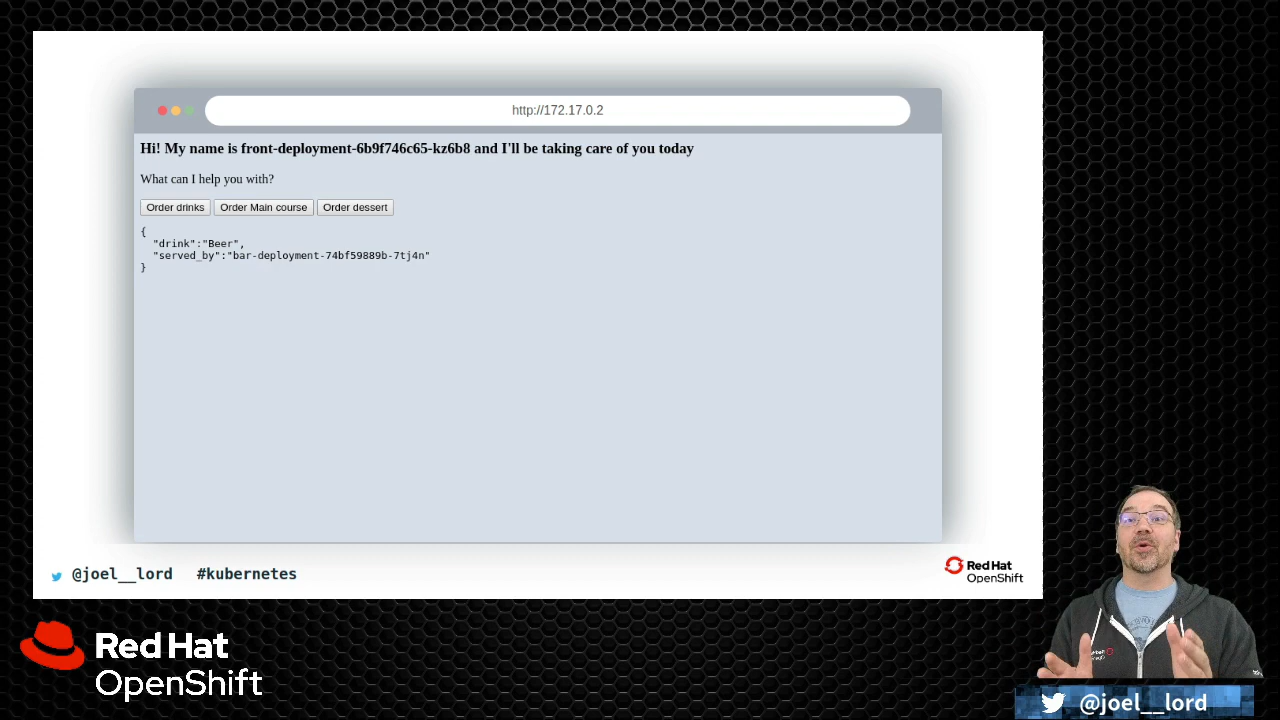 http://172.17.0.2
Hi! My name is front-deployment-6b9f746c65-kz6b8 and I'll be taking care of you today
What can I help you with?
Order drinks Order Main course Order dessert
{
"drink":"Beer",
"served_by":"bar-deployment-74bf59889b-7tj4n"
}
@joel__lord #kubernetes
Red Hat
OpenShift
Red Hat
OpenShift
@joel__lord